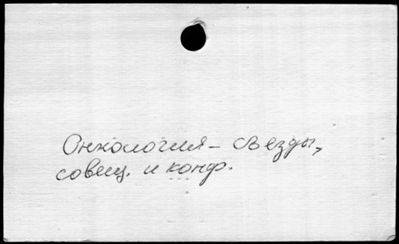 Онкология – съезды,
совещ. и конф.